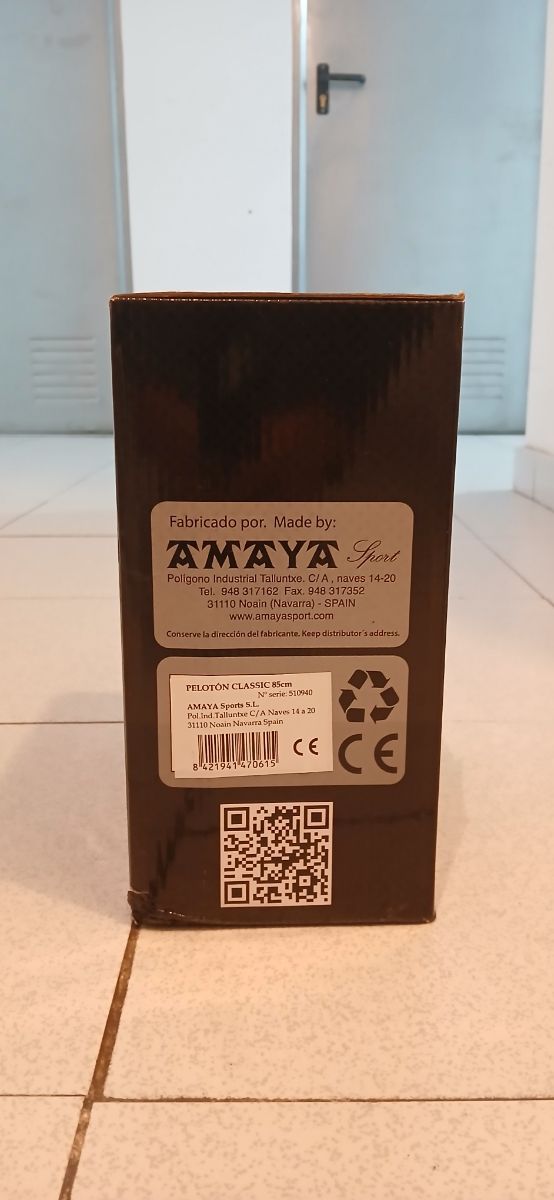 Fabricado por. Made by:
AMAYA Sport
Polígono Industrial Talluntxe. C/ A , naves 14-20
Tel. 948 317162 Fax. 948 317352
31110 Noain (Navarra) - SPAIN
www.amayasport.com
Conserve la dirección del fabricante. Keep distributor´s address.
PELOTÓN CLASSIC 85cm
Nº serie: 510940
AMAYA Sports S.L.
Pol.Ind.Talluntxe C/A Naves 14 a 20
31110 Noain Navarra Spain
8 421941 470615
CE
CE